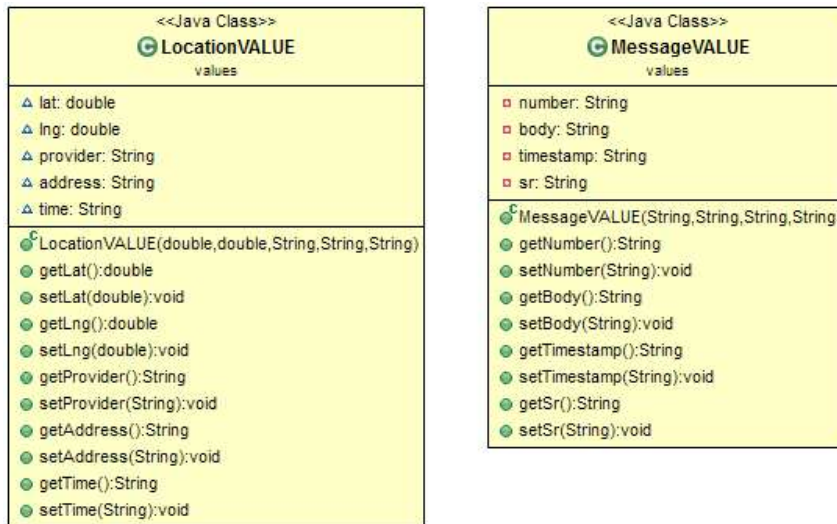 <<Java Class>>
LocationVALUE
values
lat: double
lng: double
provider: String
address: String
time: String
LocationVALUE(double,double,String,String,String)
getLat():double
setLat(double):void
getLng():double
setLng(double):void
getProvider():String
setProvider(String):void
getAddress():String
setAddress(String):void
getTime():String
setTime(String):void
<<Java Class>>
MessageVALUE
values
number: String
body: String
timestamp: String
sr: String
MessageVALUE(String,String,String,String
getNumber():String
setNumber(String):void
getBody():String
setBody(String):void
getTimestamp():String
setTimestamp(String):void
getSr():String
setSr(String):void